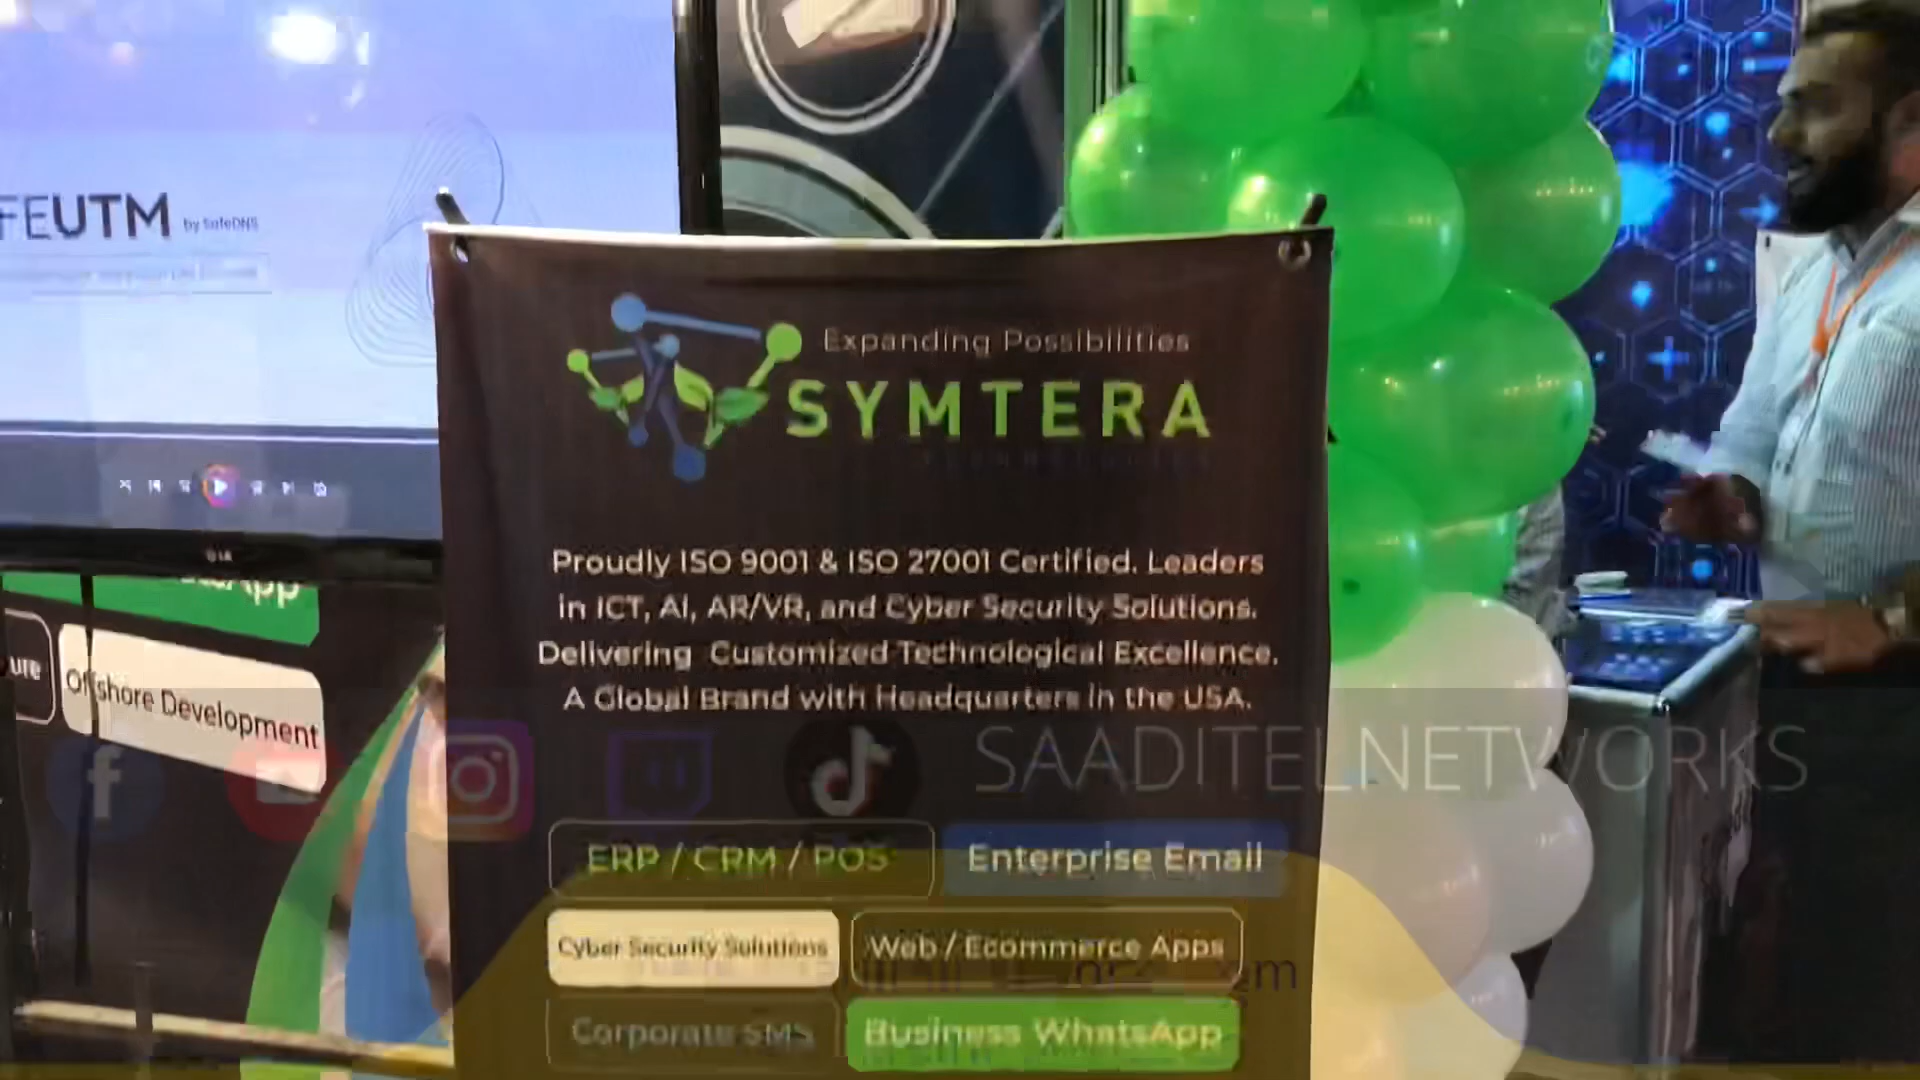 FEUTM by SafeDNS
Expanding Possibilities
SYMTERA
Proudly ISO 9001 & ISO 27001 Certified. Leaders
in ICT, AI, AR/VR, and Cyber Security Solutions.
Delivering Customized Technological Excellence.
A Global Brand with Headquarters in the USA.
ure
Offshore Development
SAADITELNETWORKS
ERP / CRM / POS
Enterprise Email
Cyber Security Solutions
Web / Ecommerce Apps
Corporate SMS
Business WhatsApp